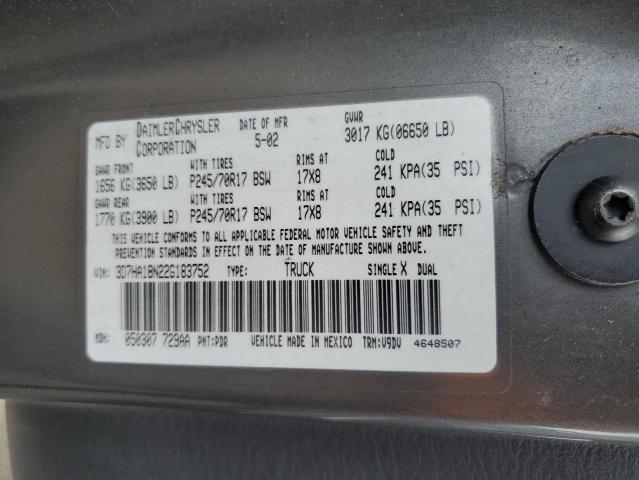 MFD BY DAIMLERCHRYSLER CORPORATION DATE OF MFR 5-02 GVWR 3017 KG(06650 LB)
GAWR FRONT WITH TIRES RIMS AT COLD
1656 KG(3650 LB) P245/70R17 BSW 17X8 241 KPA(35 PSI)
GAWR REAR WITH TIRES RIMS AT COLD
1770 KG(3900 LB) P245/70R17 BSW 17X8 241 KPA(35 PSI)
THIS VEHICLE CONFORMS TO ALL APPLICABLE FEDERAL MOTOR VEHICLE SAFETY AND THEFT
PREVENTION STANDARDS IN EFFECT ON THE DATE OF MANUFACTURE SHOWN ABOVE.
VIN: 3D7HA18N22G183752 TYPE: TRUCK SINGLE X DUAL
MDH: 050307 729AA PNT:PDR VEHICLE MADE IN MEXICO TRM:V9DV 4648507